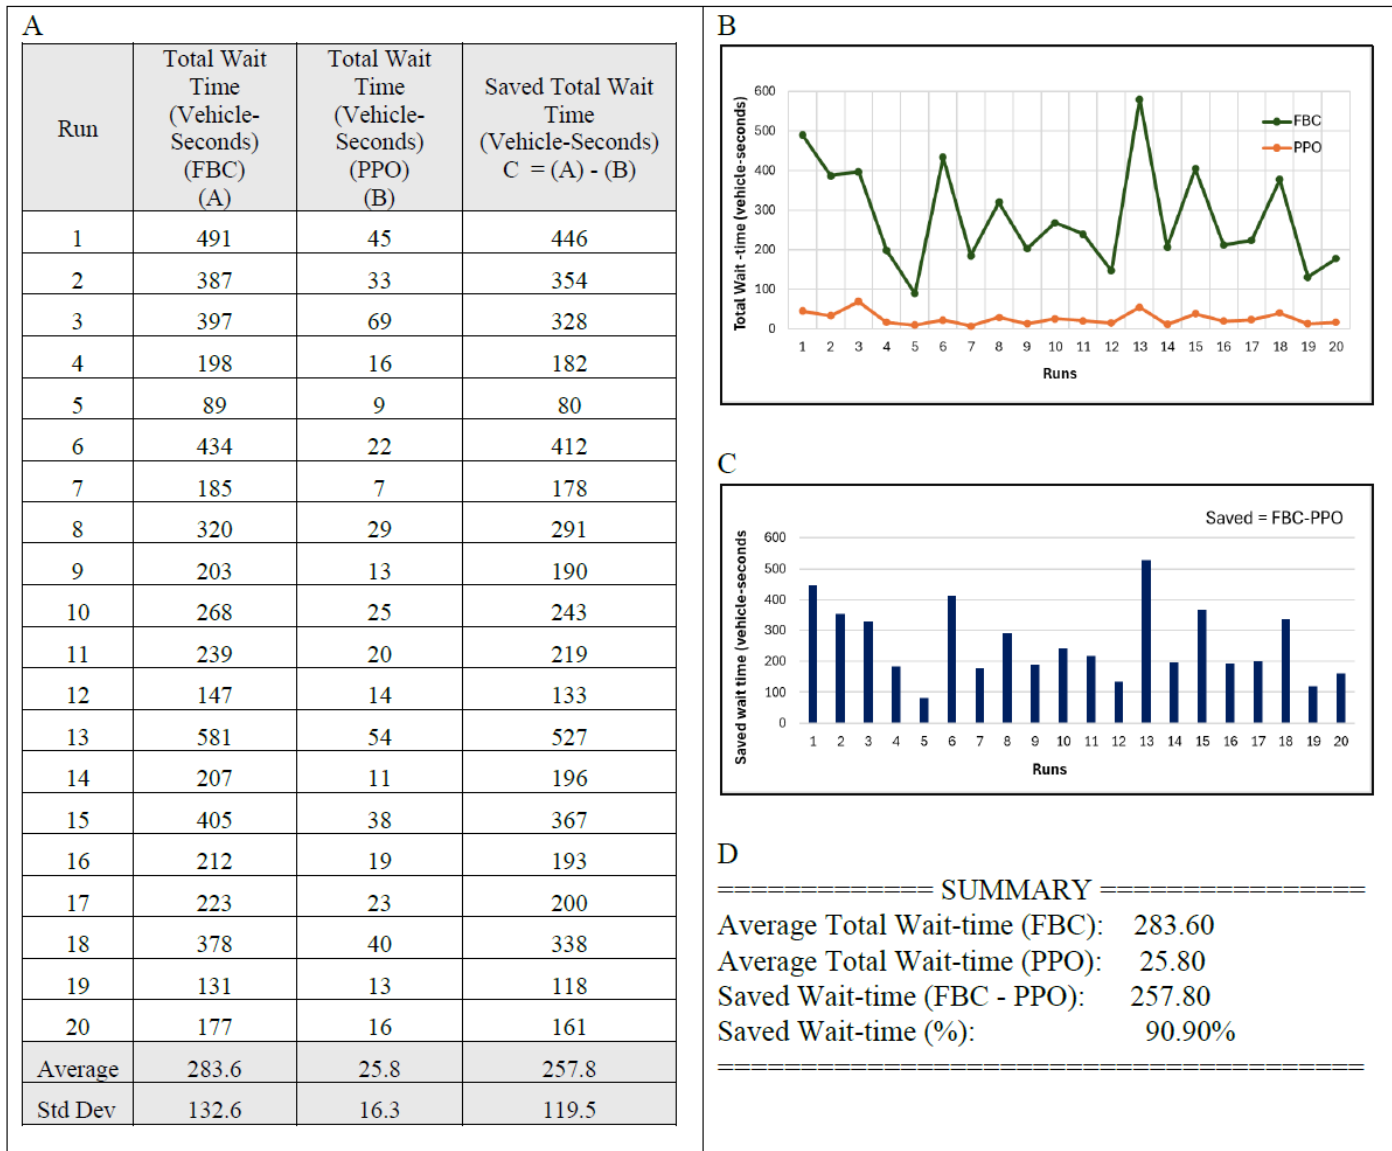 A
Run
Total Wait
Time
(Vehicle-
Seconds)
(FBC)
(A)
Total Wait
Time
(Vehicle-
Seconds)
(PPO)
(B)
Saved Total Wait
Time
(Vehicle-Seconds)
C = (A) - (B)
1 491 45 446
2 387 33 354
3 397 69 328
4 198 16 182
5 89 9 80
6 434 22 412
7 185 7 178
8 320 29 291
9 203 13 190
10 268 25 243
11 239 20 219
12 147 14 133
13 581 54 527
14 207 11 196
15 405 38 367
16 212 19 193
17 223 23 200
18 378 40 338
19 131 13 118
20 177 16 161
Average 283.6 25.8 257.8
Std Dev 132.6 16.3 119.5
B
Total Wait -time (vehicle-seconds)
600
500
400
300
200
100
0
FBC
PPO
1 2 3 4 5 6 7 8 9 10 11 12 13 14 15 16 17 18 19 20
Runs
C
Saved = FBC-PPO
Saved wait time (vehicle-seconds
600
500
400
300
200
100
0
1 2 3 4 5 6 7 8 9 10 11 12 13 14 15 16 17 18 19 20
Runs
D
============= SUMMARY ================
Average Total Wait-time (FBC): 283.60
Average Total Wait-time (PPO): 25.80
Saved Wait-time (FBC - PPO): 257.80
Saved Wait-time (%): 90.90%
=======================================